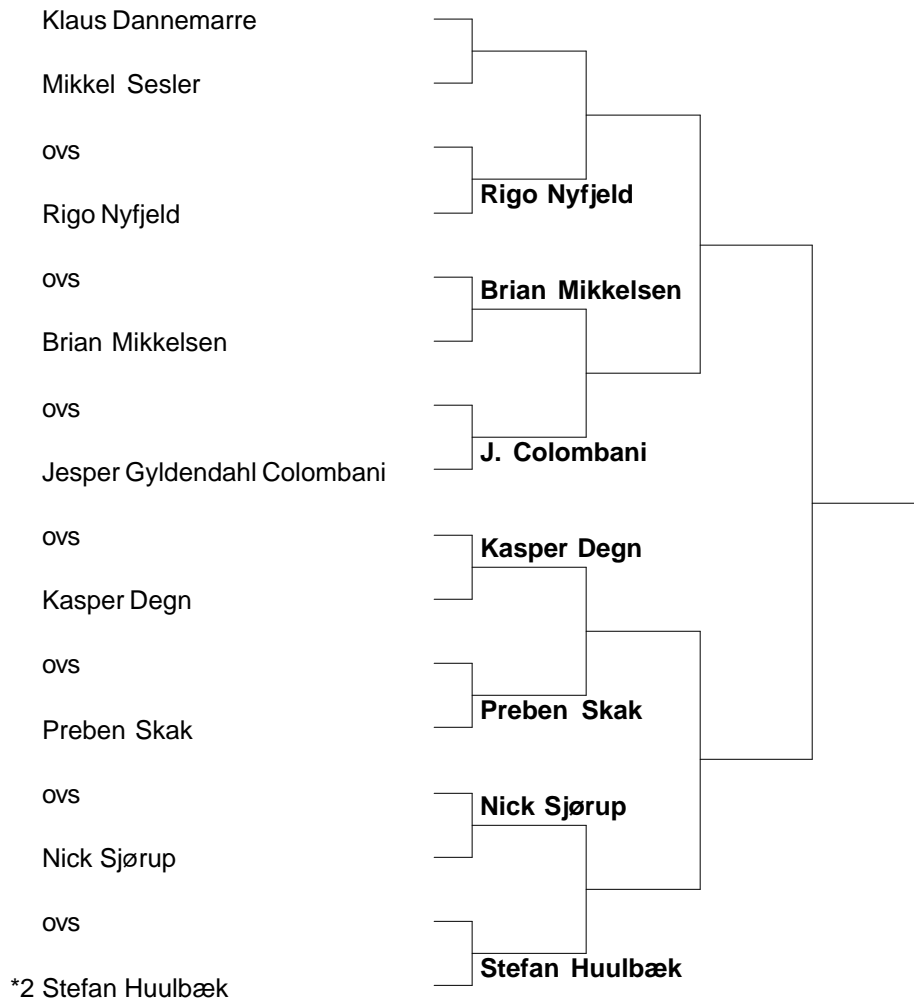 Klaus Dannemarre
Mikkel Sesler
ovs
Rigo Nyfjeld
Rigo Nyfjeld
ovs
Brian Mikkelsen
Brian Mikkelsen
ovs
J. Colombani
Jesper Gyldendahl Colombani
ovs
Kasper Degn
Kasper Degn
ovs
Preben Skak
Preben Skak
ovs
Nick Sjørup
Nick Sjørup
ovs
Stefan Huulbæk
*2 Stefan Huulbæk